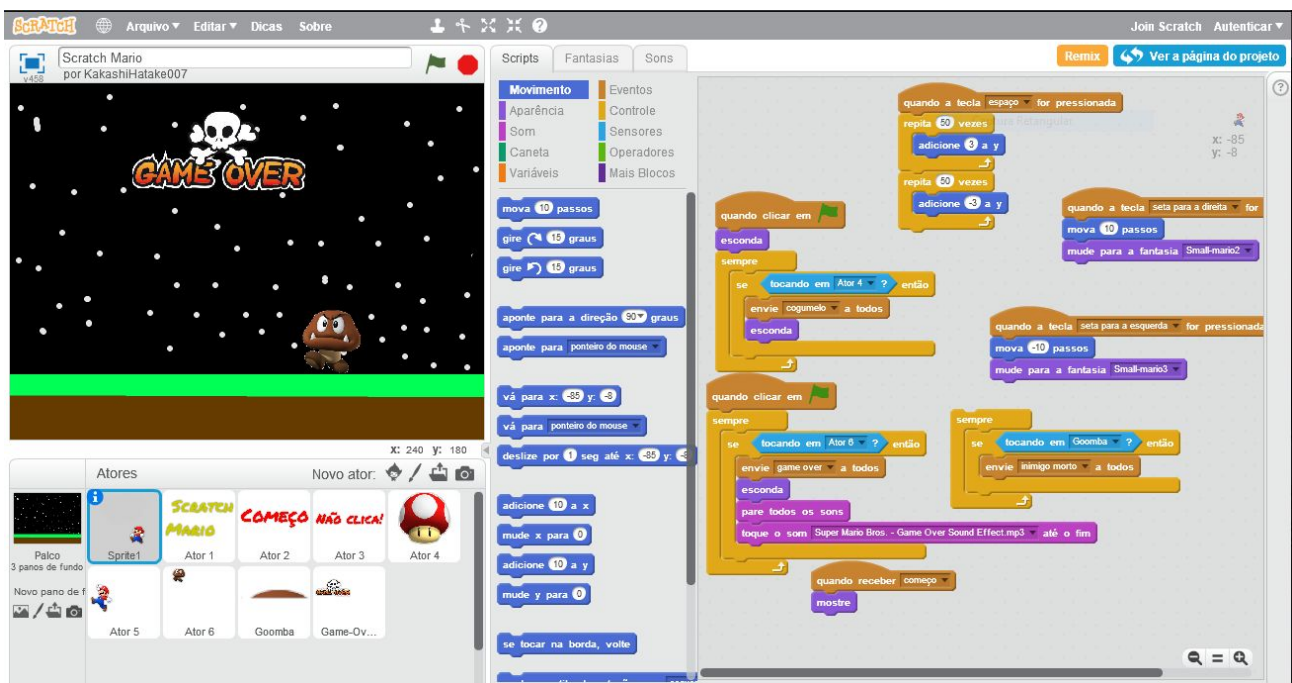 SCRATCH Arquivo Editar Dicas Sobre Join Scratch Autenticar
Scratch Mario
por KakashiHatake007
v458
GAME OVER
x: 240 y: 180
Scripts Fantasias Sons
Remix Ver a página do projeto
Movimento Eventos
Aparência Controle
Som Sensores
Caneta Operadores
Variáveis Mais Blocos
mova 10 passos
gire 15 graus
gire 15 graus
aponte para a direção 90 graus
aponte para ponteiro do mouse
vá para x: -85 y: -8
vá para ponteiro do mouse
deslize por 1 seg até x: -85 y:
adicione 10 a x
mude x para 0
adicione 10 a y
mude y para 0
se tocar na borda, volte
quando a tecla espaço for pressionada
repita 50 vezes
adicione 3 a y
repita 50 vezes
adicione -3 a y
x: -85
y: -8
quando a tecla seta para a direita for
mova 10 passos
mude para a fantasia Small-mario2
quando clicar em
esconda
sempre
se tocando em Ator 4 ? então
envie cogumelo a todos
esconda
quando a tecla seta para a esquerda for pressionada
mova -10 passos
mude para a fantasia Small-mario3
quando clicar em
sempre
se tocando em Ator 6 ? então
envie game over a todos
esconda
pare todos os sons
toque o som Super Mario Bros. - Game Over Sound Effect.mp3 até o fim
sempre
se tocando em Goomba ? então
envie inimigo morto a todos
quando receber começo
mostre
Atores Novo ator:
Palco
3 panos de fundo
Novo pano de f
Sprite1
SCRATCH
MARIO
Ator 1
COMEÇO
Ator 2
NÃO CLICA!
Ator 3
Ator 4
Ator 5
Ator 6
Goomba
Game-Ov...